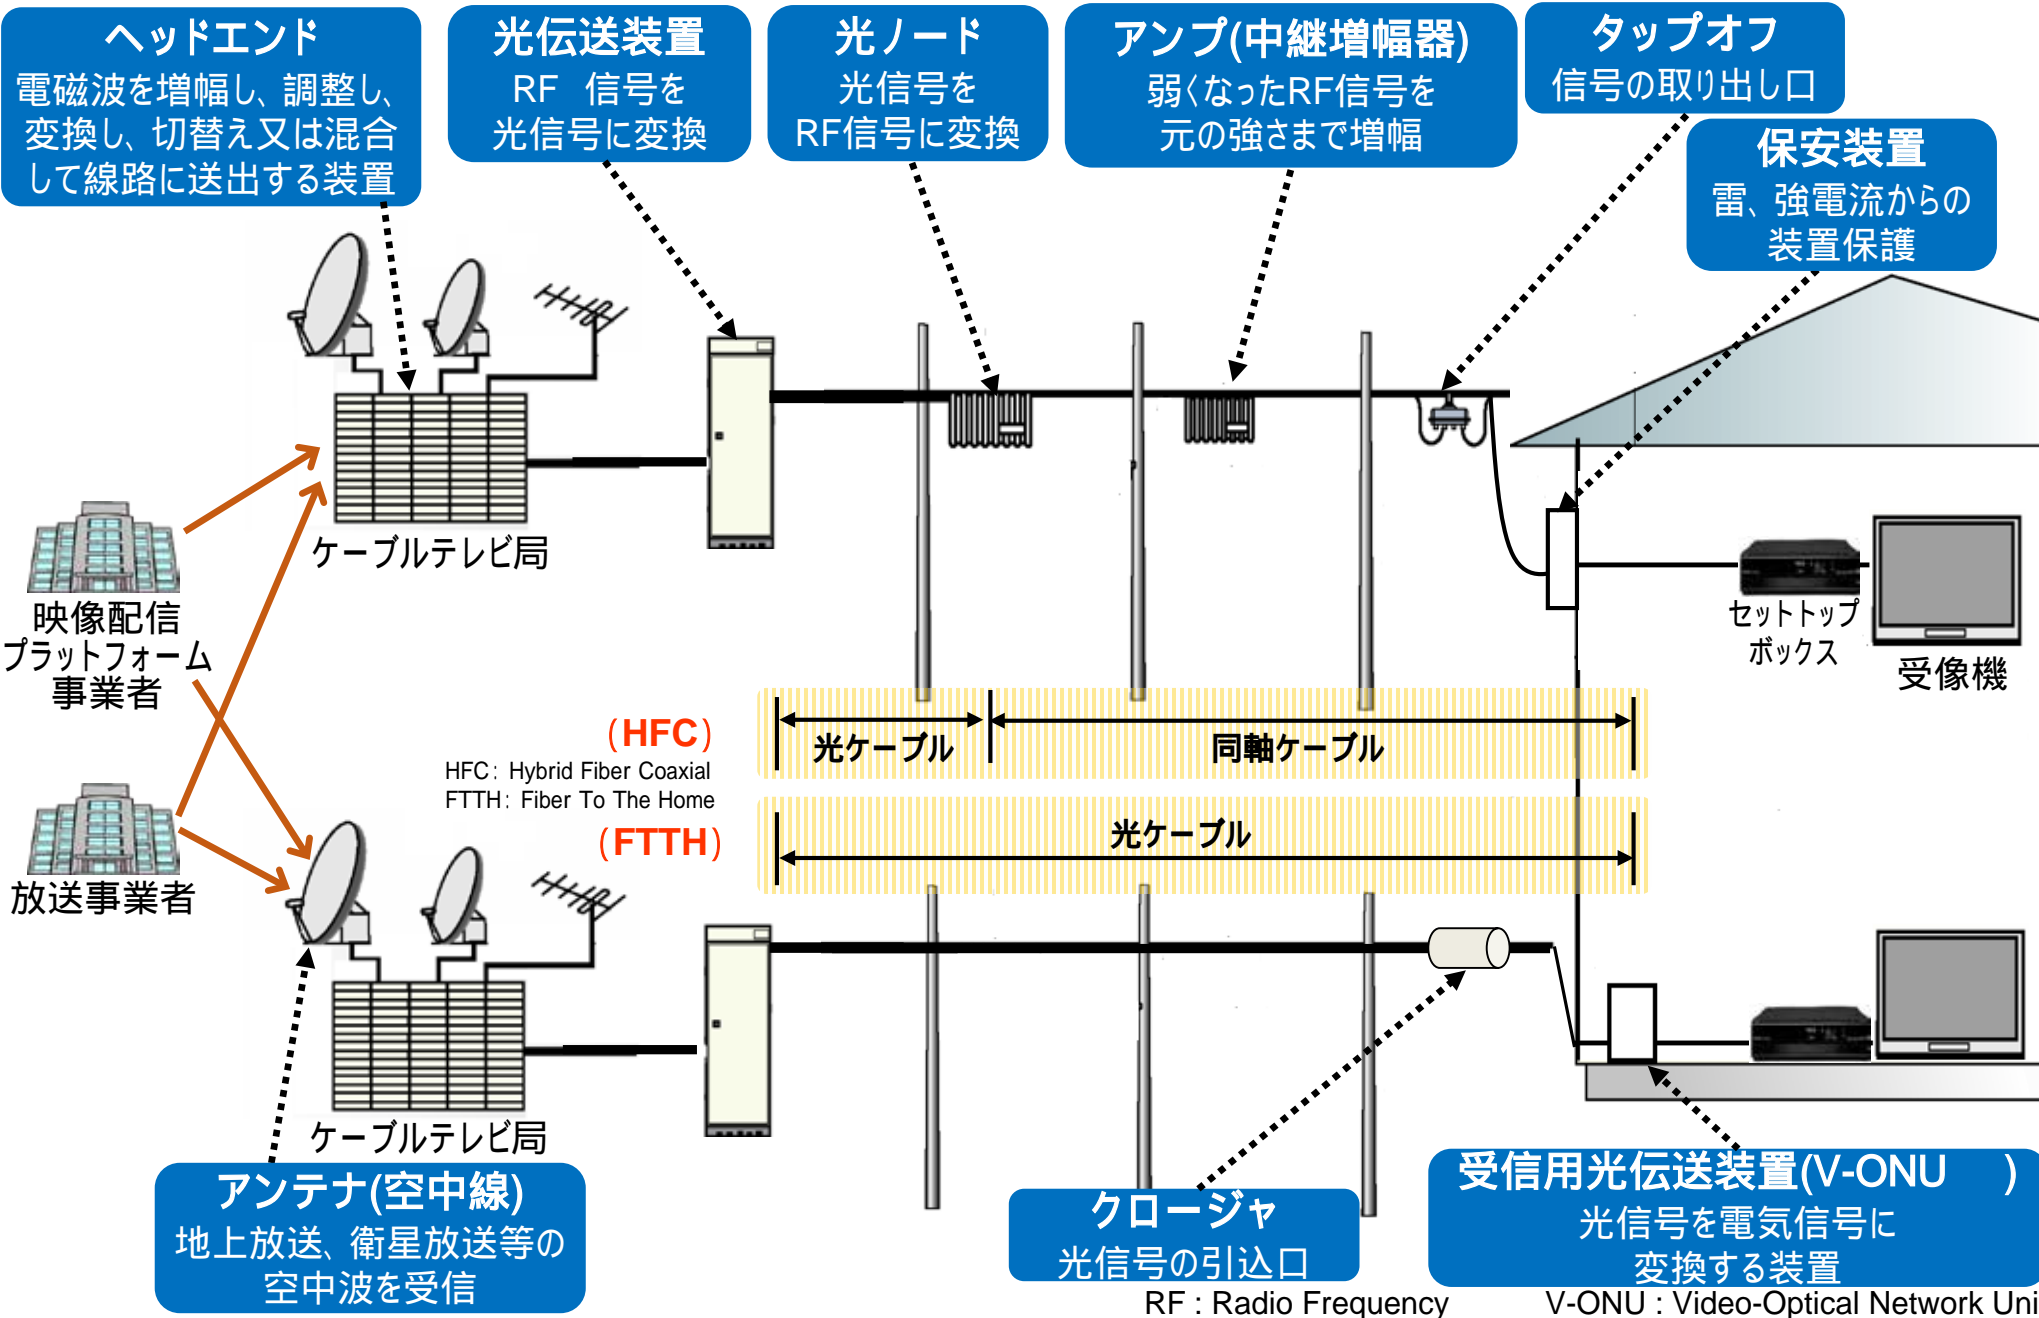 ヘッドエンド
電磁波を増幅し、調整し、
変換し、切替え又は混合
して線路に送出する装置
光伝送装置
RF 信号を
光信号に変換
光ノード
光信号を
RF信号に変換
アンプ(中継増幅器)
弱くなったRF信号を
元の強さまで増幅
タップオフ
信号の取り出し口
保安装置
雷、強電流からの
装置保護
ケーブルテレビ局
映像配信
プラットフォーム
事業者
セットトップ
ボックス
受像機
(HFC)
HFC: Hybrid Fiber Coaxial
FTTH: Fiber To The Home
(FTTH)
光ケーブル
同軸ケーブル
光ケーブル
放送事業者
ケーブルテレビ局
アンテナ(空中線)
地上放送、衛星放送等の
空中波を受信
クロージャ
光信号の引込口
受信用光伝送装置(V-ONU )
光信号を電気信号に
変換する装置
RF : Radio Frequency
V-ONU : Video-Optical Network Uni